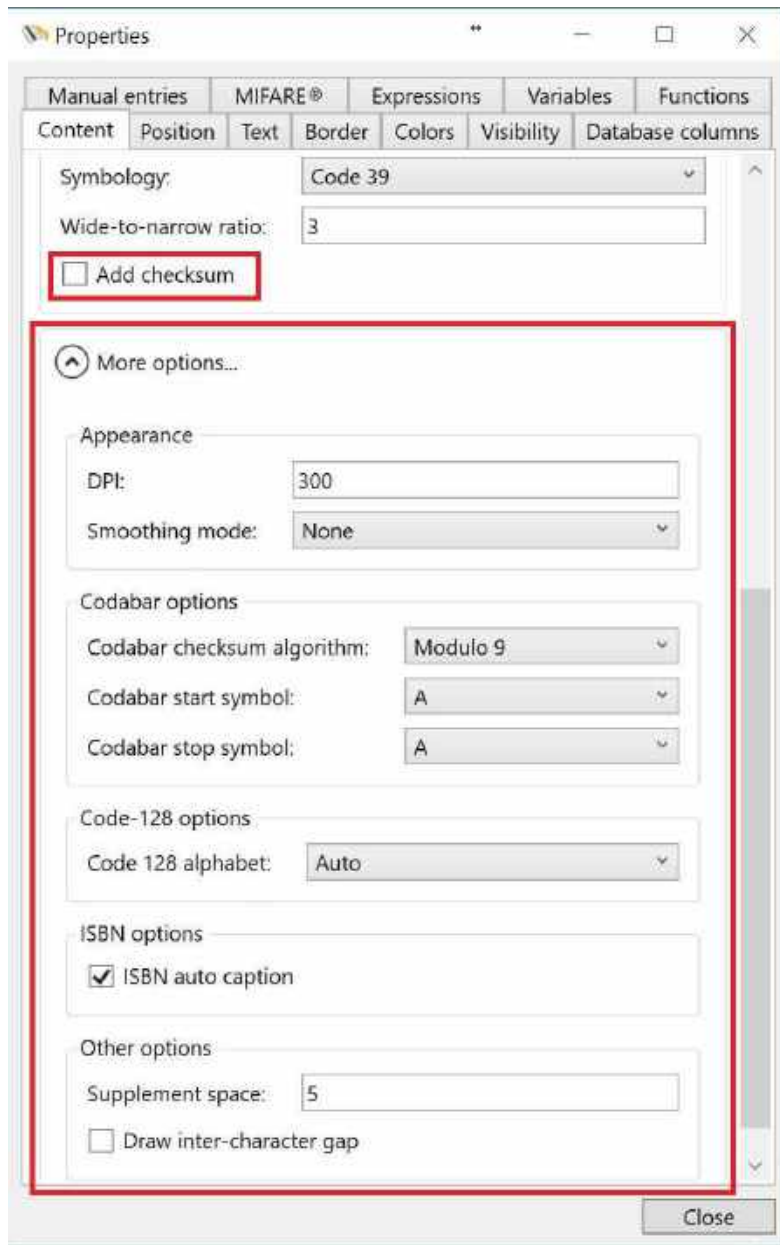 Properties
Manual entries MIFARE® Expressions Variables Functions
Content Position Text Border Colors Visibility Database columns
Symbology: Code 39
Wide-to-narrow ratio: 3
Add checksum
More options...
Appearance
DPI: 300
Smoothing mode: None
Codabar options
Codabar checksum algorithm: Modulo 9
Codabar start symbol: A
Codabar stop symbol: A
Code-128 options
Code 128 alphabet: Auto
ISBN options
ISBN auto caption
Other options
Supplement space: 5
Draw inter-character gap
Close